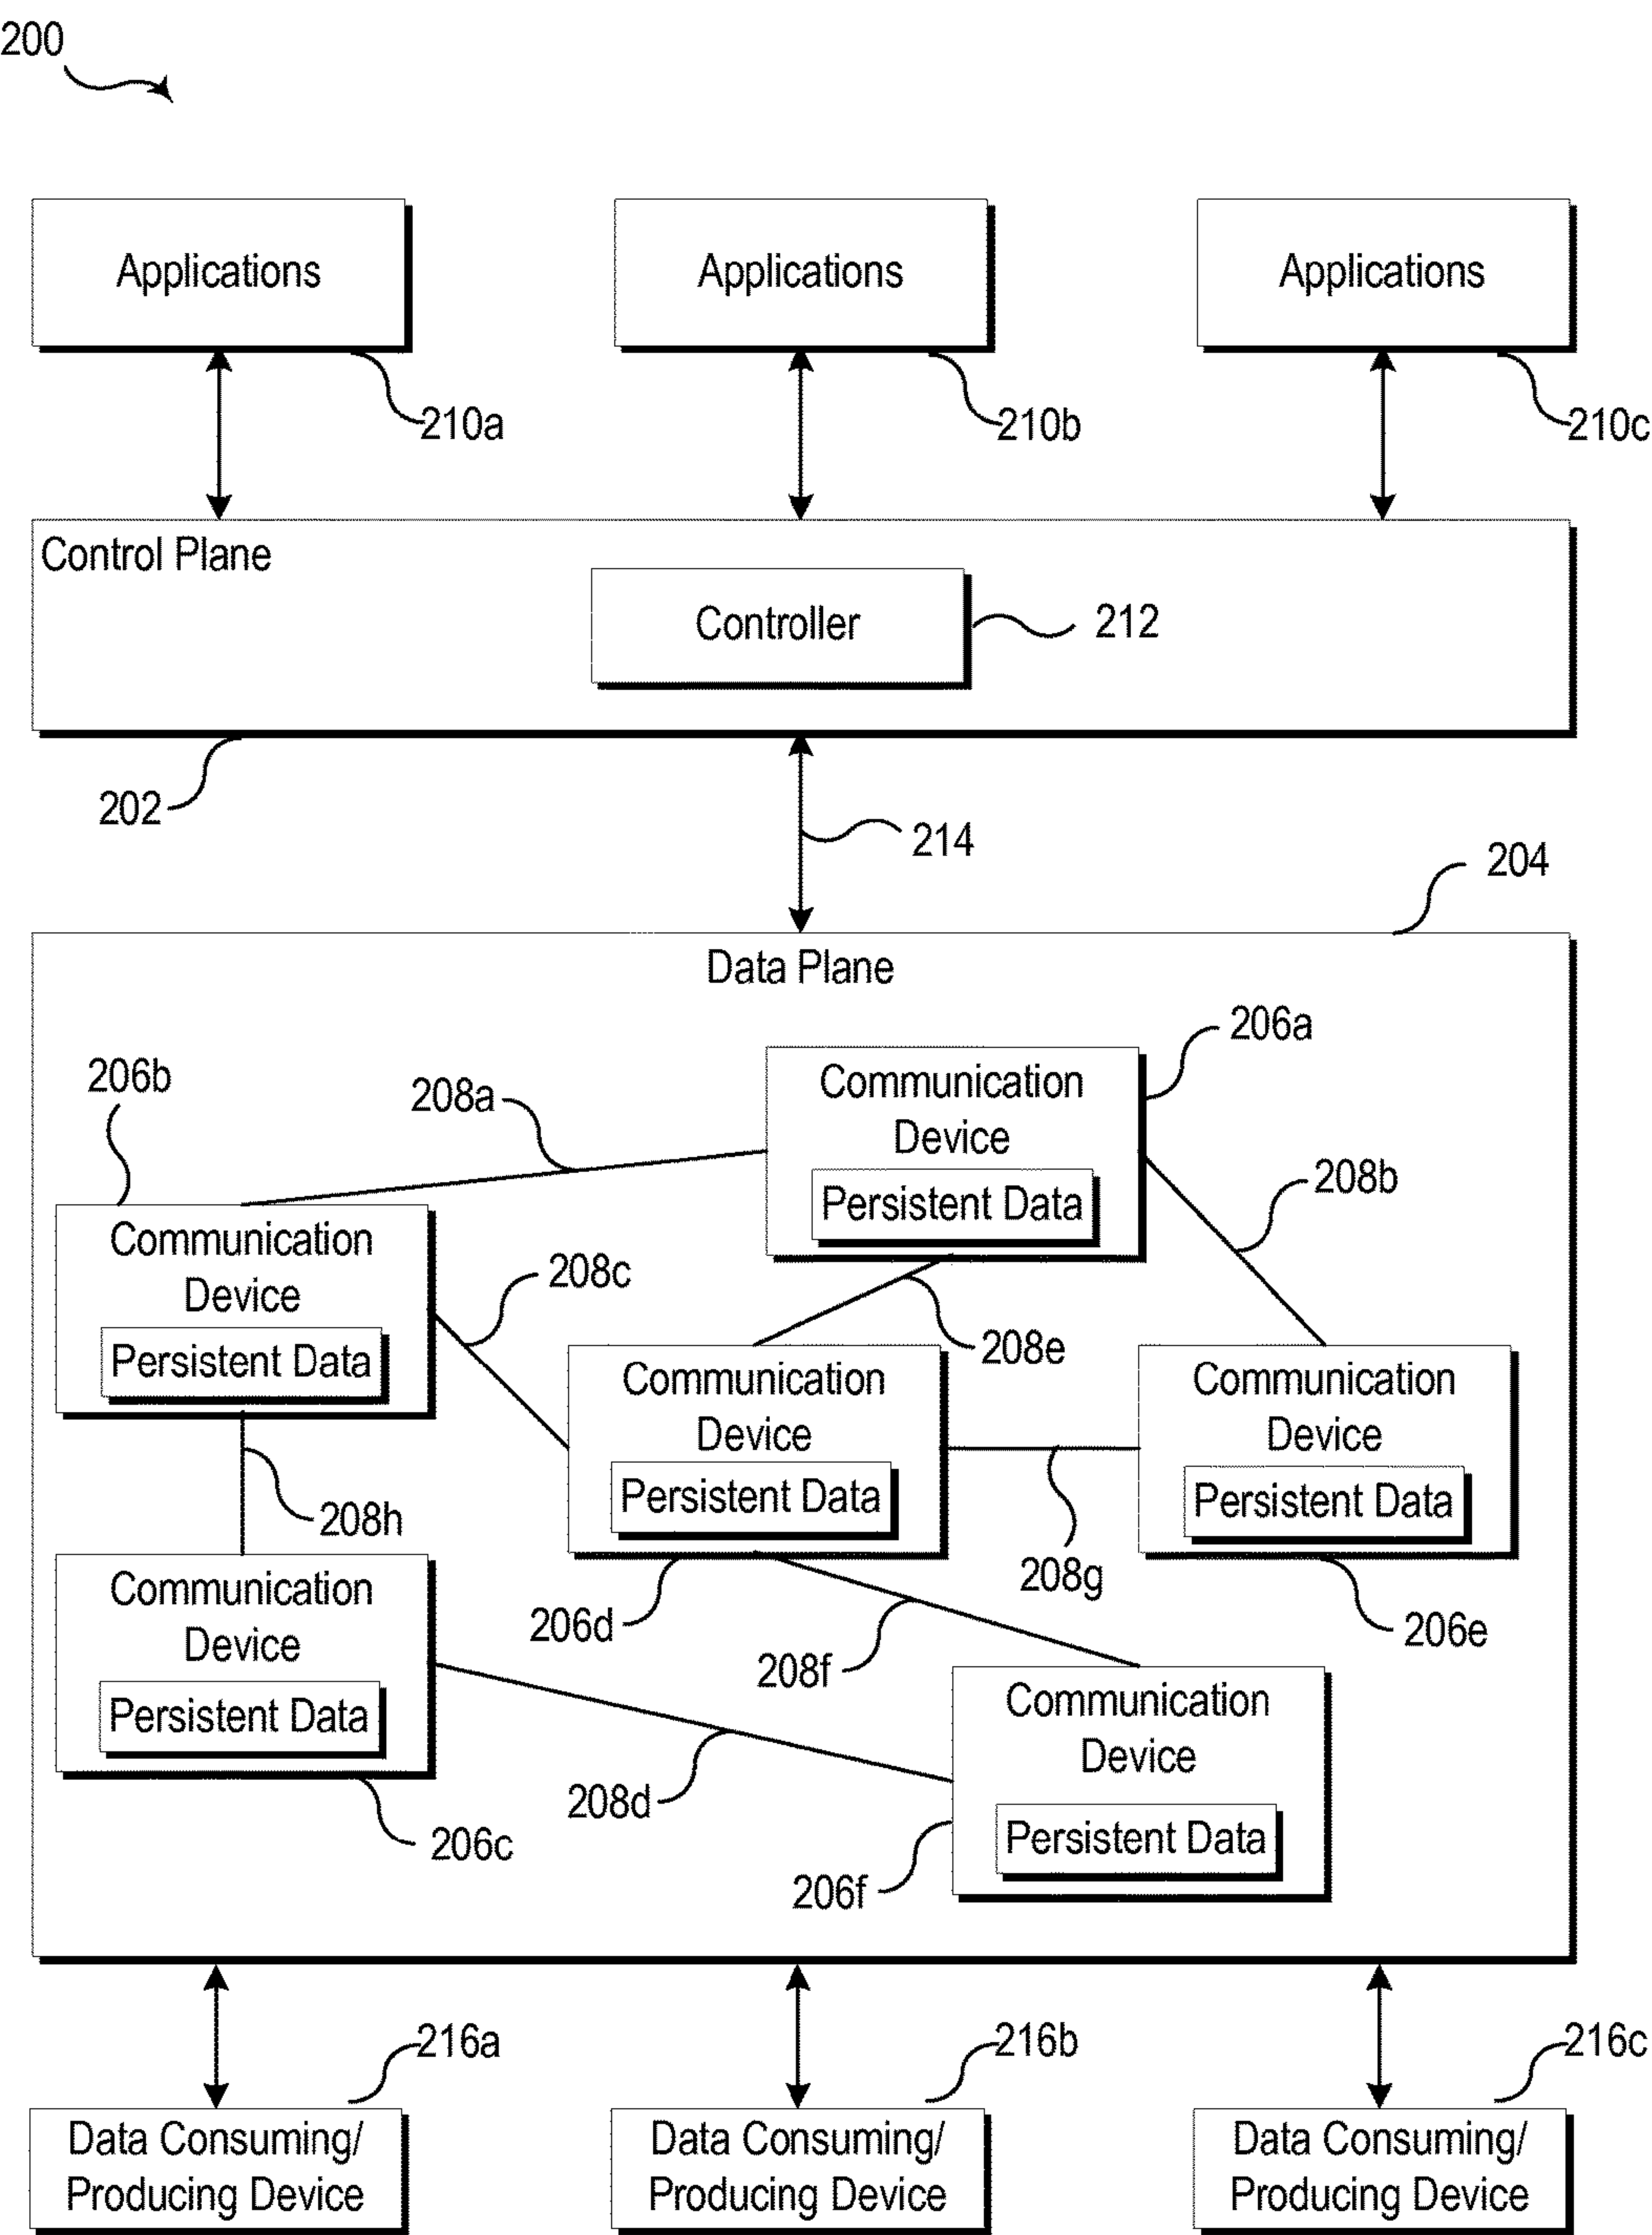 200
Applications
Applications
Applications
210a
210b
210c
Control Plane
Controller
212
202
214
204
Data Plane
206a
Communication
Device
Persistent Data
206b
208a
208b
Communication
Device
Persistent Data
208c
208e
Communication
Device
Persistent Data
Communication
Device
Persistent Data
208h
208g
206d
206e
Communication
Device
Persistent Data
208f
Communication
Device
Persistent Data
208d
206c
206f
216a
216b
216c
Data Consuming/
Producing Device
Data Consuming/
Producing Device
Data Consuming/
Producing Device